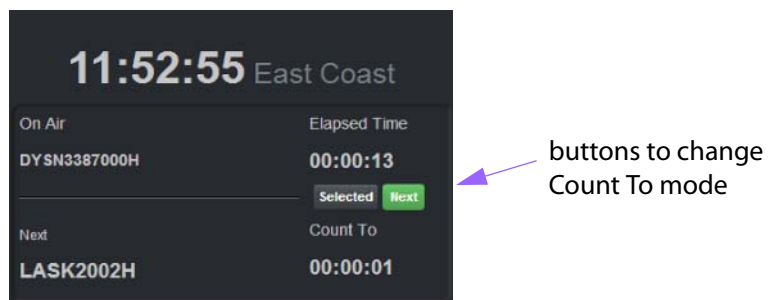 11:52:55 East Coast
On Air Elapsed Time
DYSN3387000H 00:00:13
Selected Next
Next Count To
LASK2002H 00:00:01
buttons to change
Count To mode